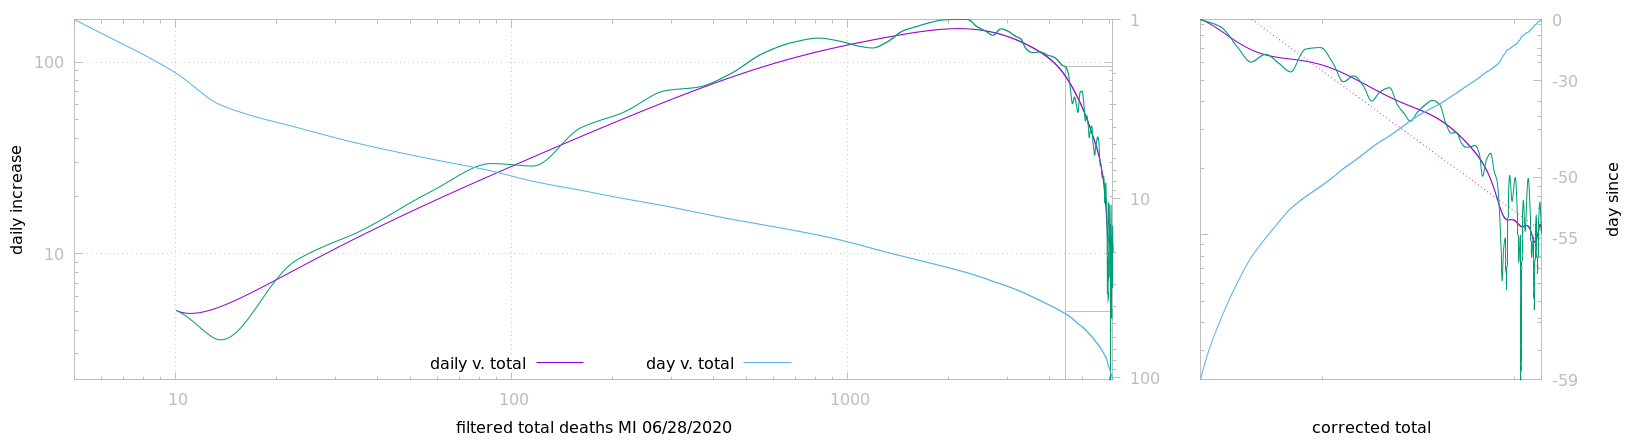 daily increase
100
10
daily v. total
day v. total
10
100
1000
filtered total deaths MI 06/28/2020
1
10
100
0
-30
-50
-55
-59
day since
corrected total